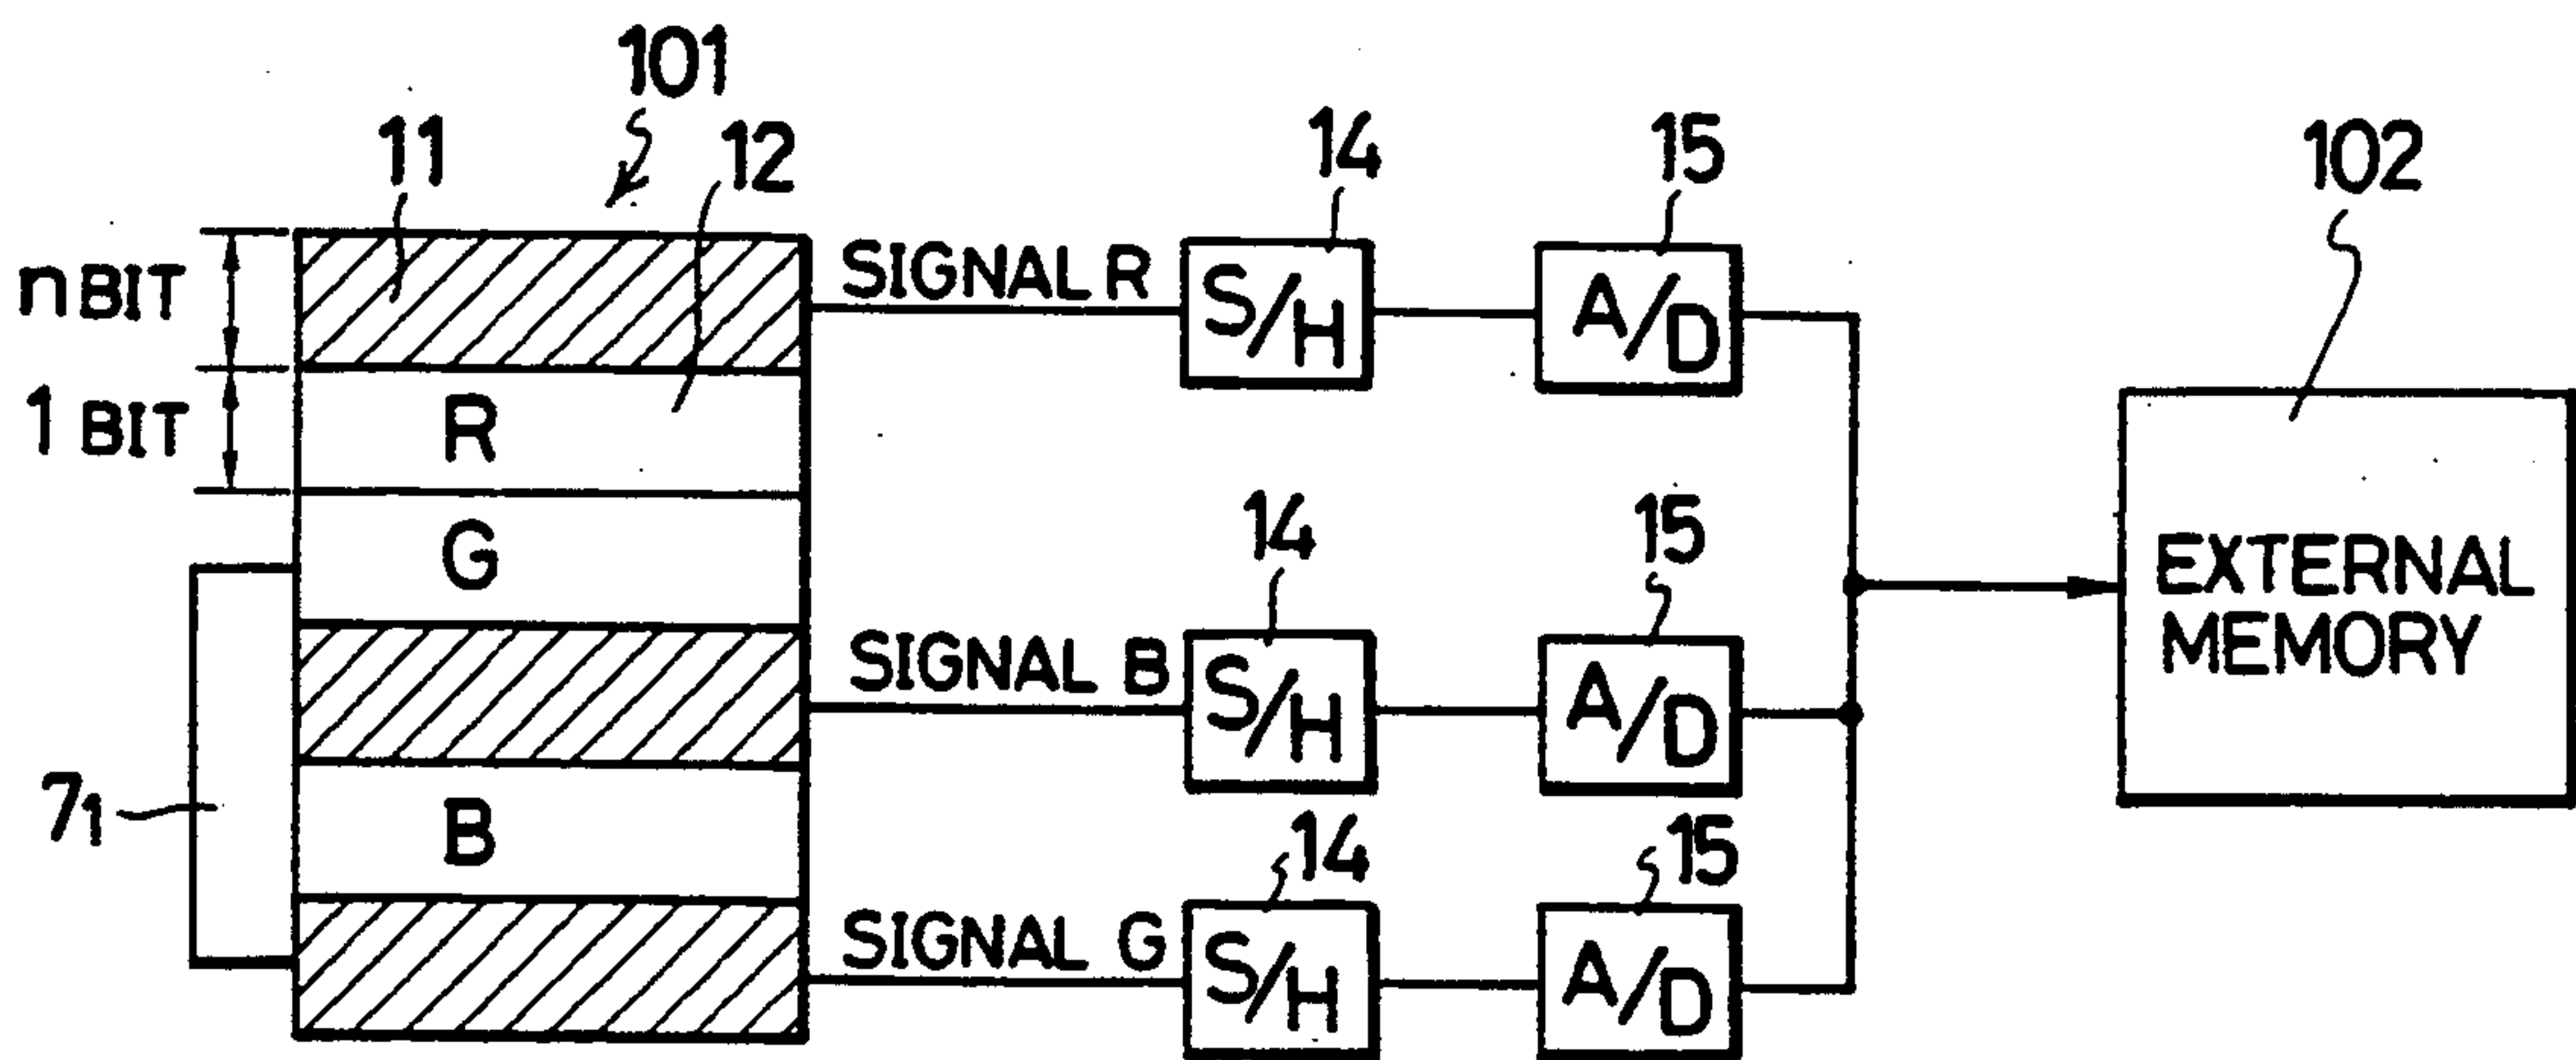 101
11
12
14
15
102
n BIT
SIGNAL R
S/H
A/D
1 BIT
R
G
14
15
EXTERNAL
MEMORY
SIGNAL B
S/H
A/D
71
B
14
15
SIGNAL G
S/H
A/D